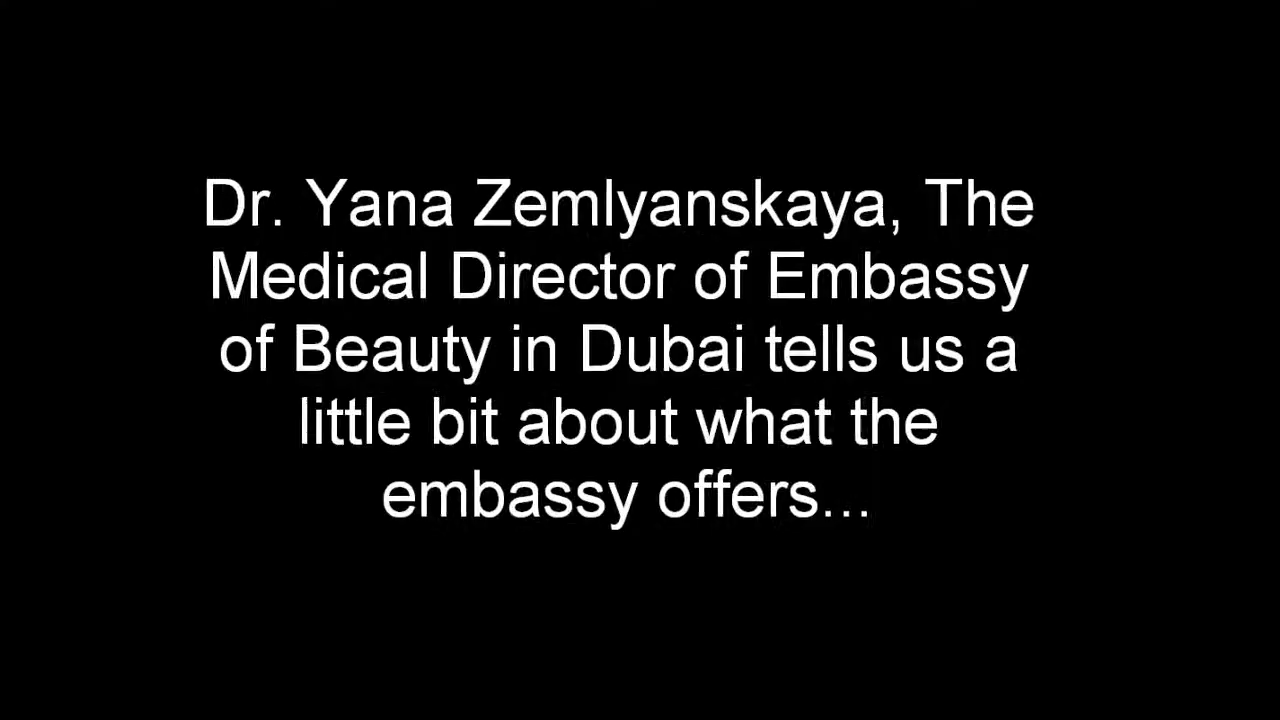 Dr. Yana Zemlyanskaya, The
Medical Director of Embassy
of Beauty in Dubai tells us a
little bit about what the
embassy offers...